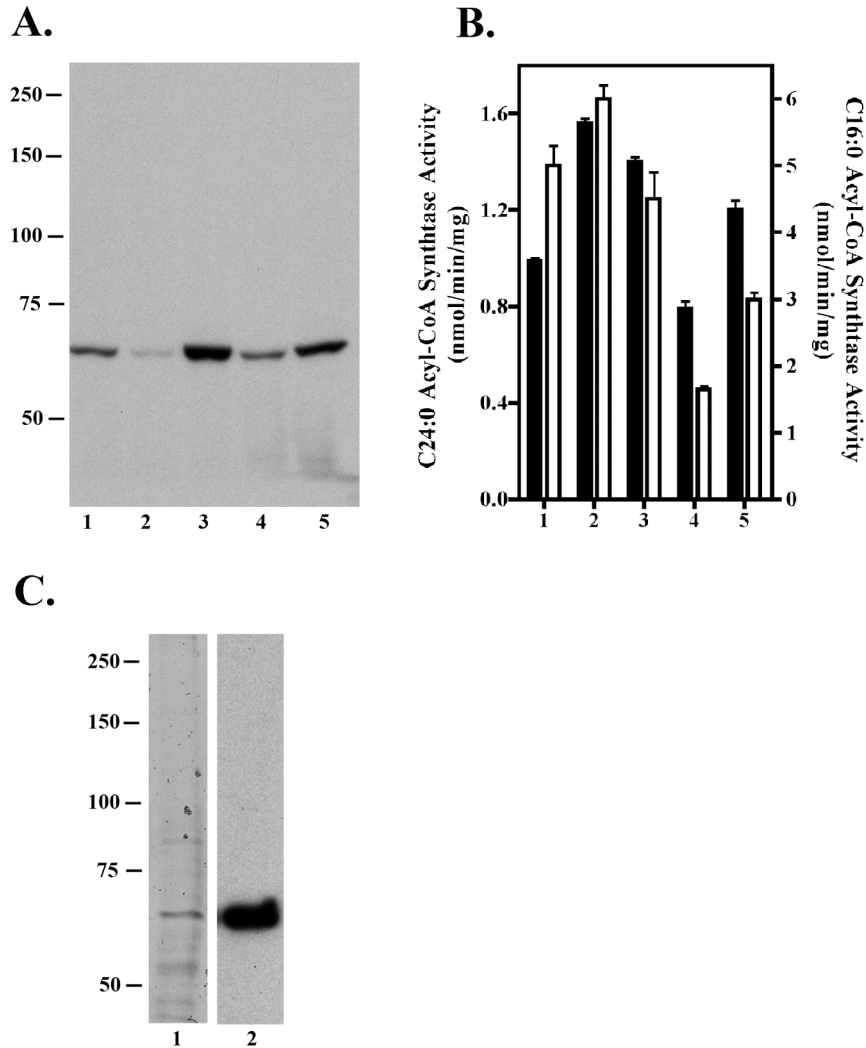 A.
250
150
100
75
50
1 2 3 4 5
B.
C24:0 Acyl-CoA Synthtase Activity
(nmol/min/mg)
1.6
1.2
0.8
0.4
0.0
6
5
4
3
2
1
0
C16:0 Acyl-CoA Synthtase Activity
(nmol/min/mg)
1 2 3 4 5
C.
250
150
100
75
50
1 2